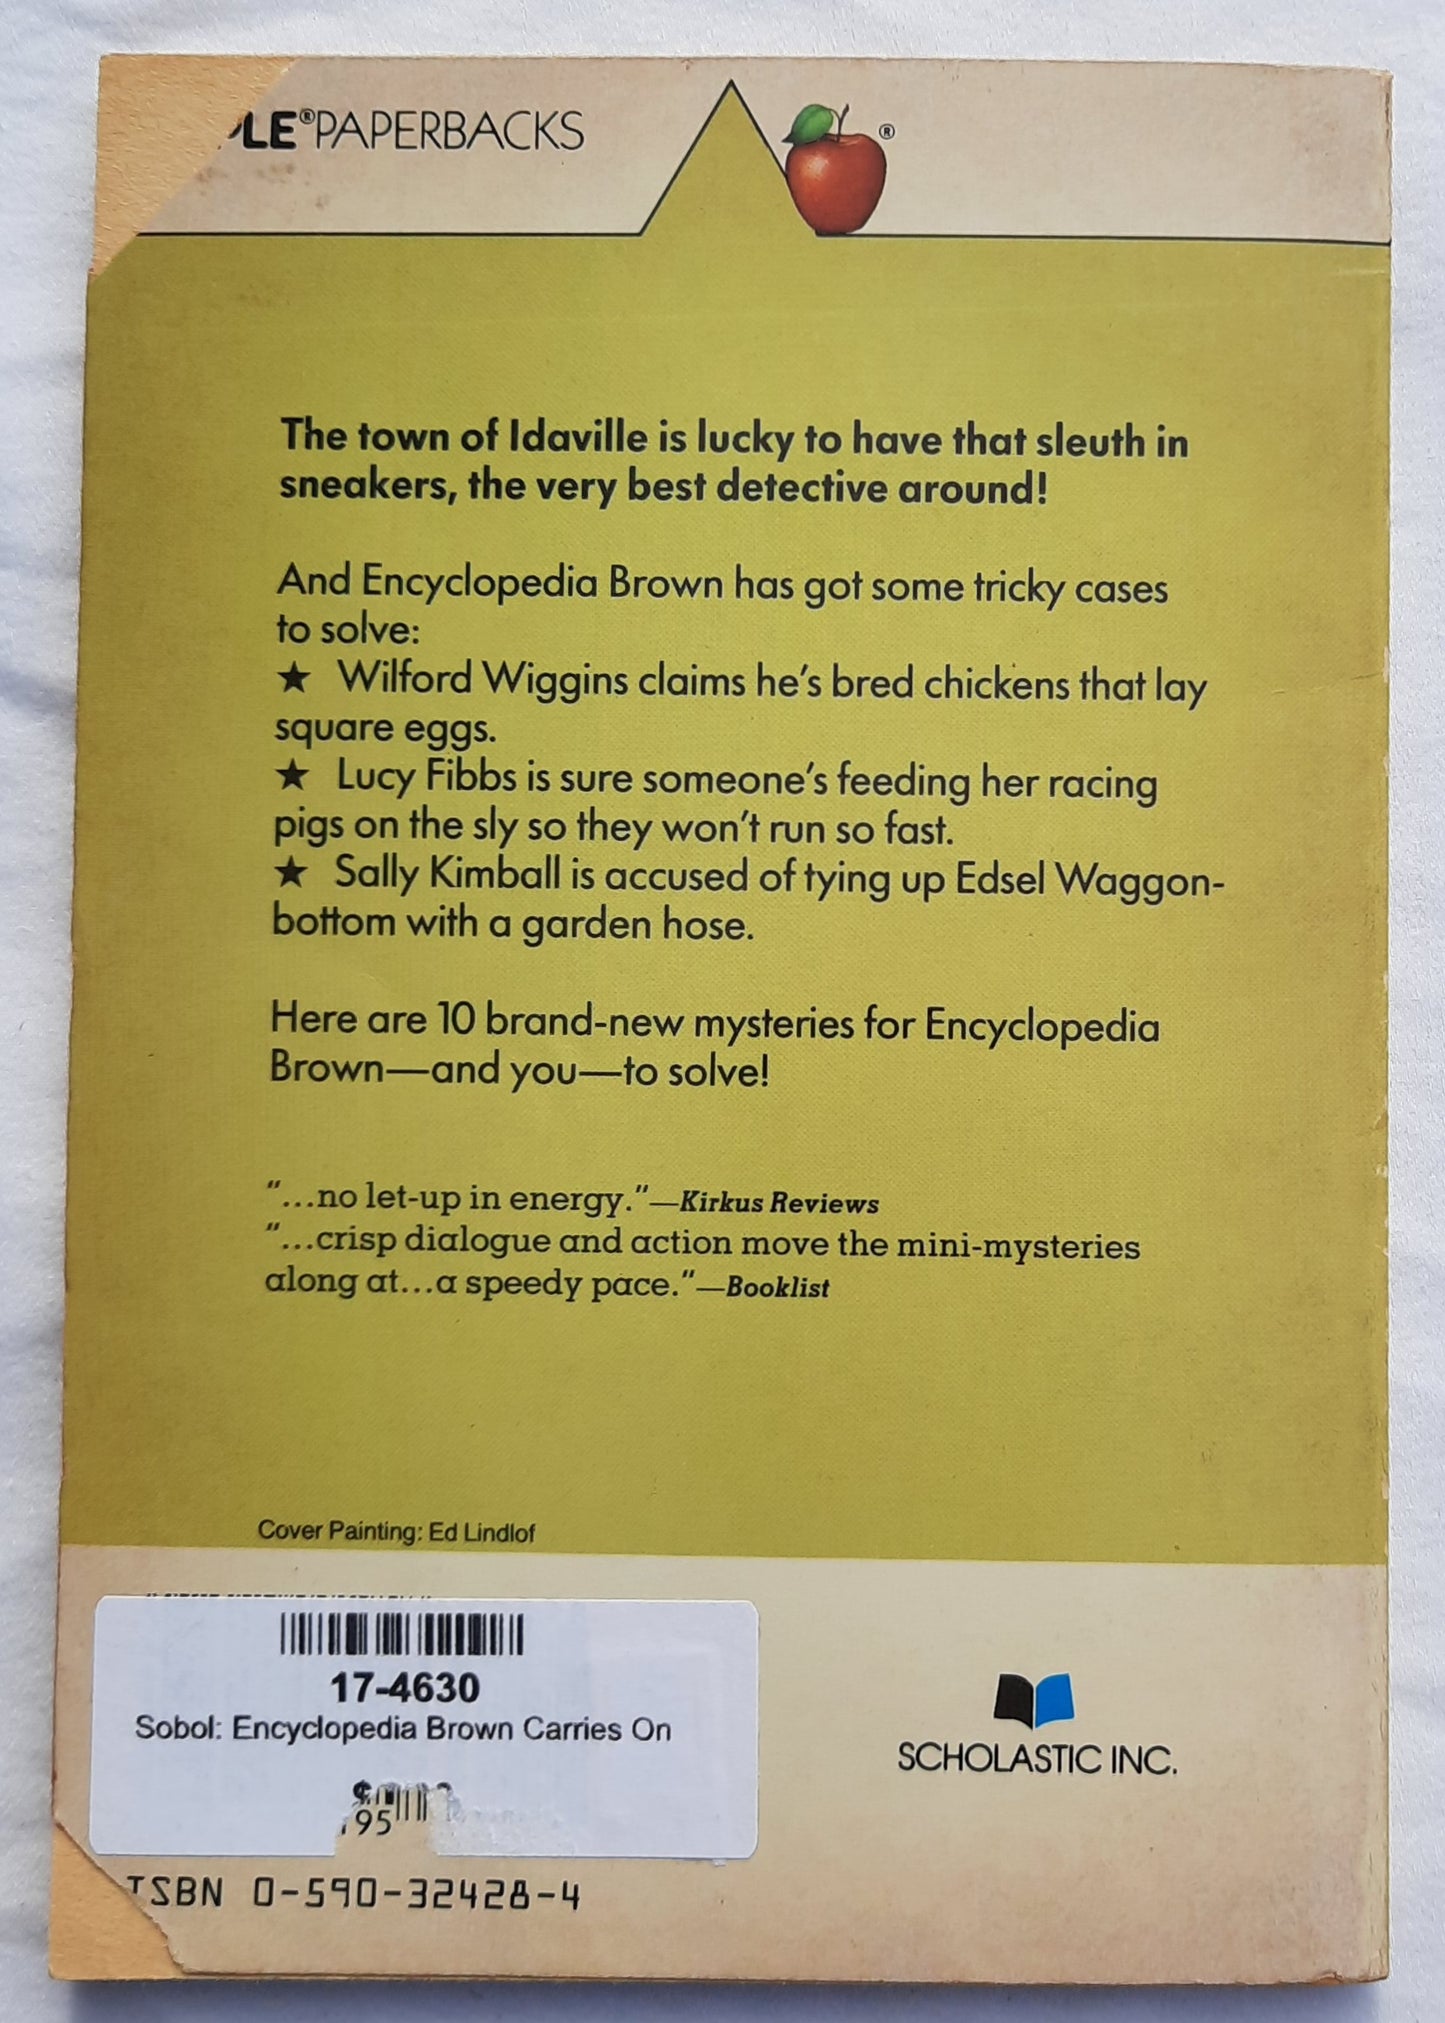 PAPERBACKS
®
The town of Idaville is lucky to have that sleuth in
sneakers, the very best detective around!
And Encyclopedia Brown has got some tricky cases
to solve:
★ Wilford Wiggins claims he's bred chickens that lay
square eggs.
★ Lucy Fibbs is sure someone's feeding her racing
pigs on the sly so they won't run so fast.
★ Sally Kimball is accused of tying up Edsel Waggon-
bottom with a garden hose.
Here are 10 brand-new mysteries for Encyclopedia
Brown—and you—to solve!
"...no let-up in energy."—Kirkus Reviews
"...crisp dialogue and action move the mini-mysteries
along at...a speedy pace."—Booklist
Cover Painting: Ed Lindlof
17-4630
Sobol: Encyclopedia Brown Carries On
95
SCHOLASTIC INC.
ISBN 0-590-32428-4